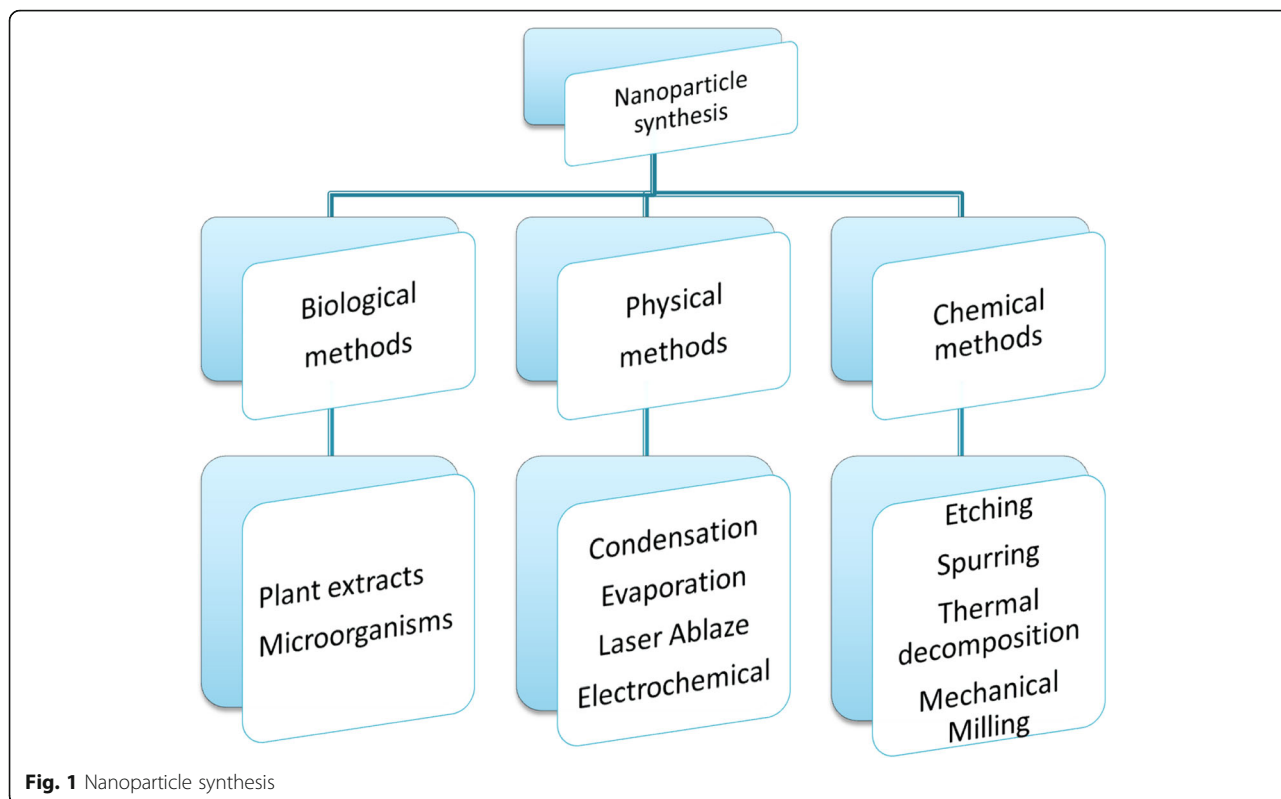 Nanoparticle
synthesis
Biological
methods
Physical
methods
Chemical
methods
Plant extracts
Microorganisms
Condensation
Evaporation
Laser Ablaze
Electrochemical
Etching
Spurring
Thermal
decomposition
Mechanical
Milling
Fig. 1 Nanoparticle synthesis